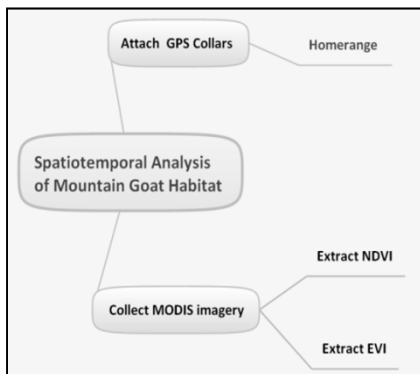 Attach GPS Collars
Homerange
Spatiotemporal Analysis
of Mountain Goat Habitat
Extract NDVI
Collect MODIS imagery
Extract EVI